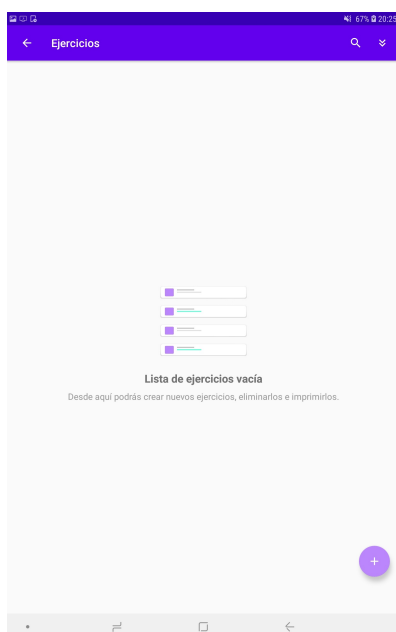 67% 20:25
Ejercicios
Lista de ejercicios vacía
Desde aquí podrás crear nuevos ejercicios, eliminarlos e imprimirlos.